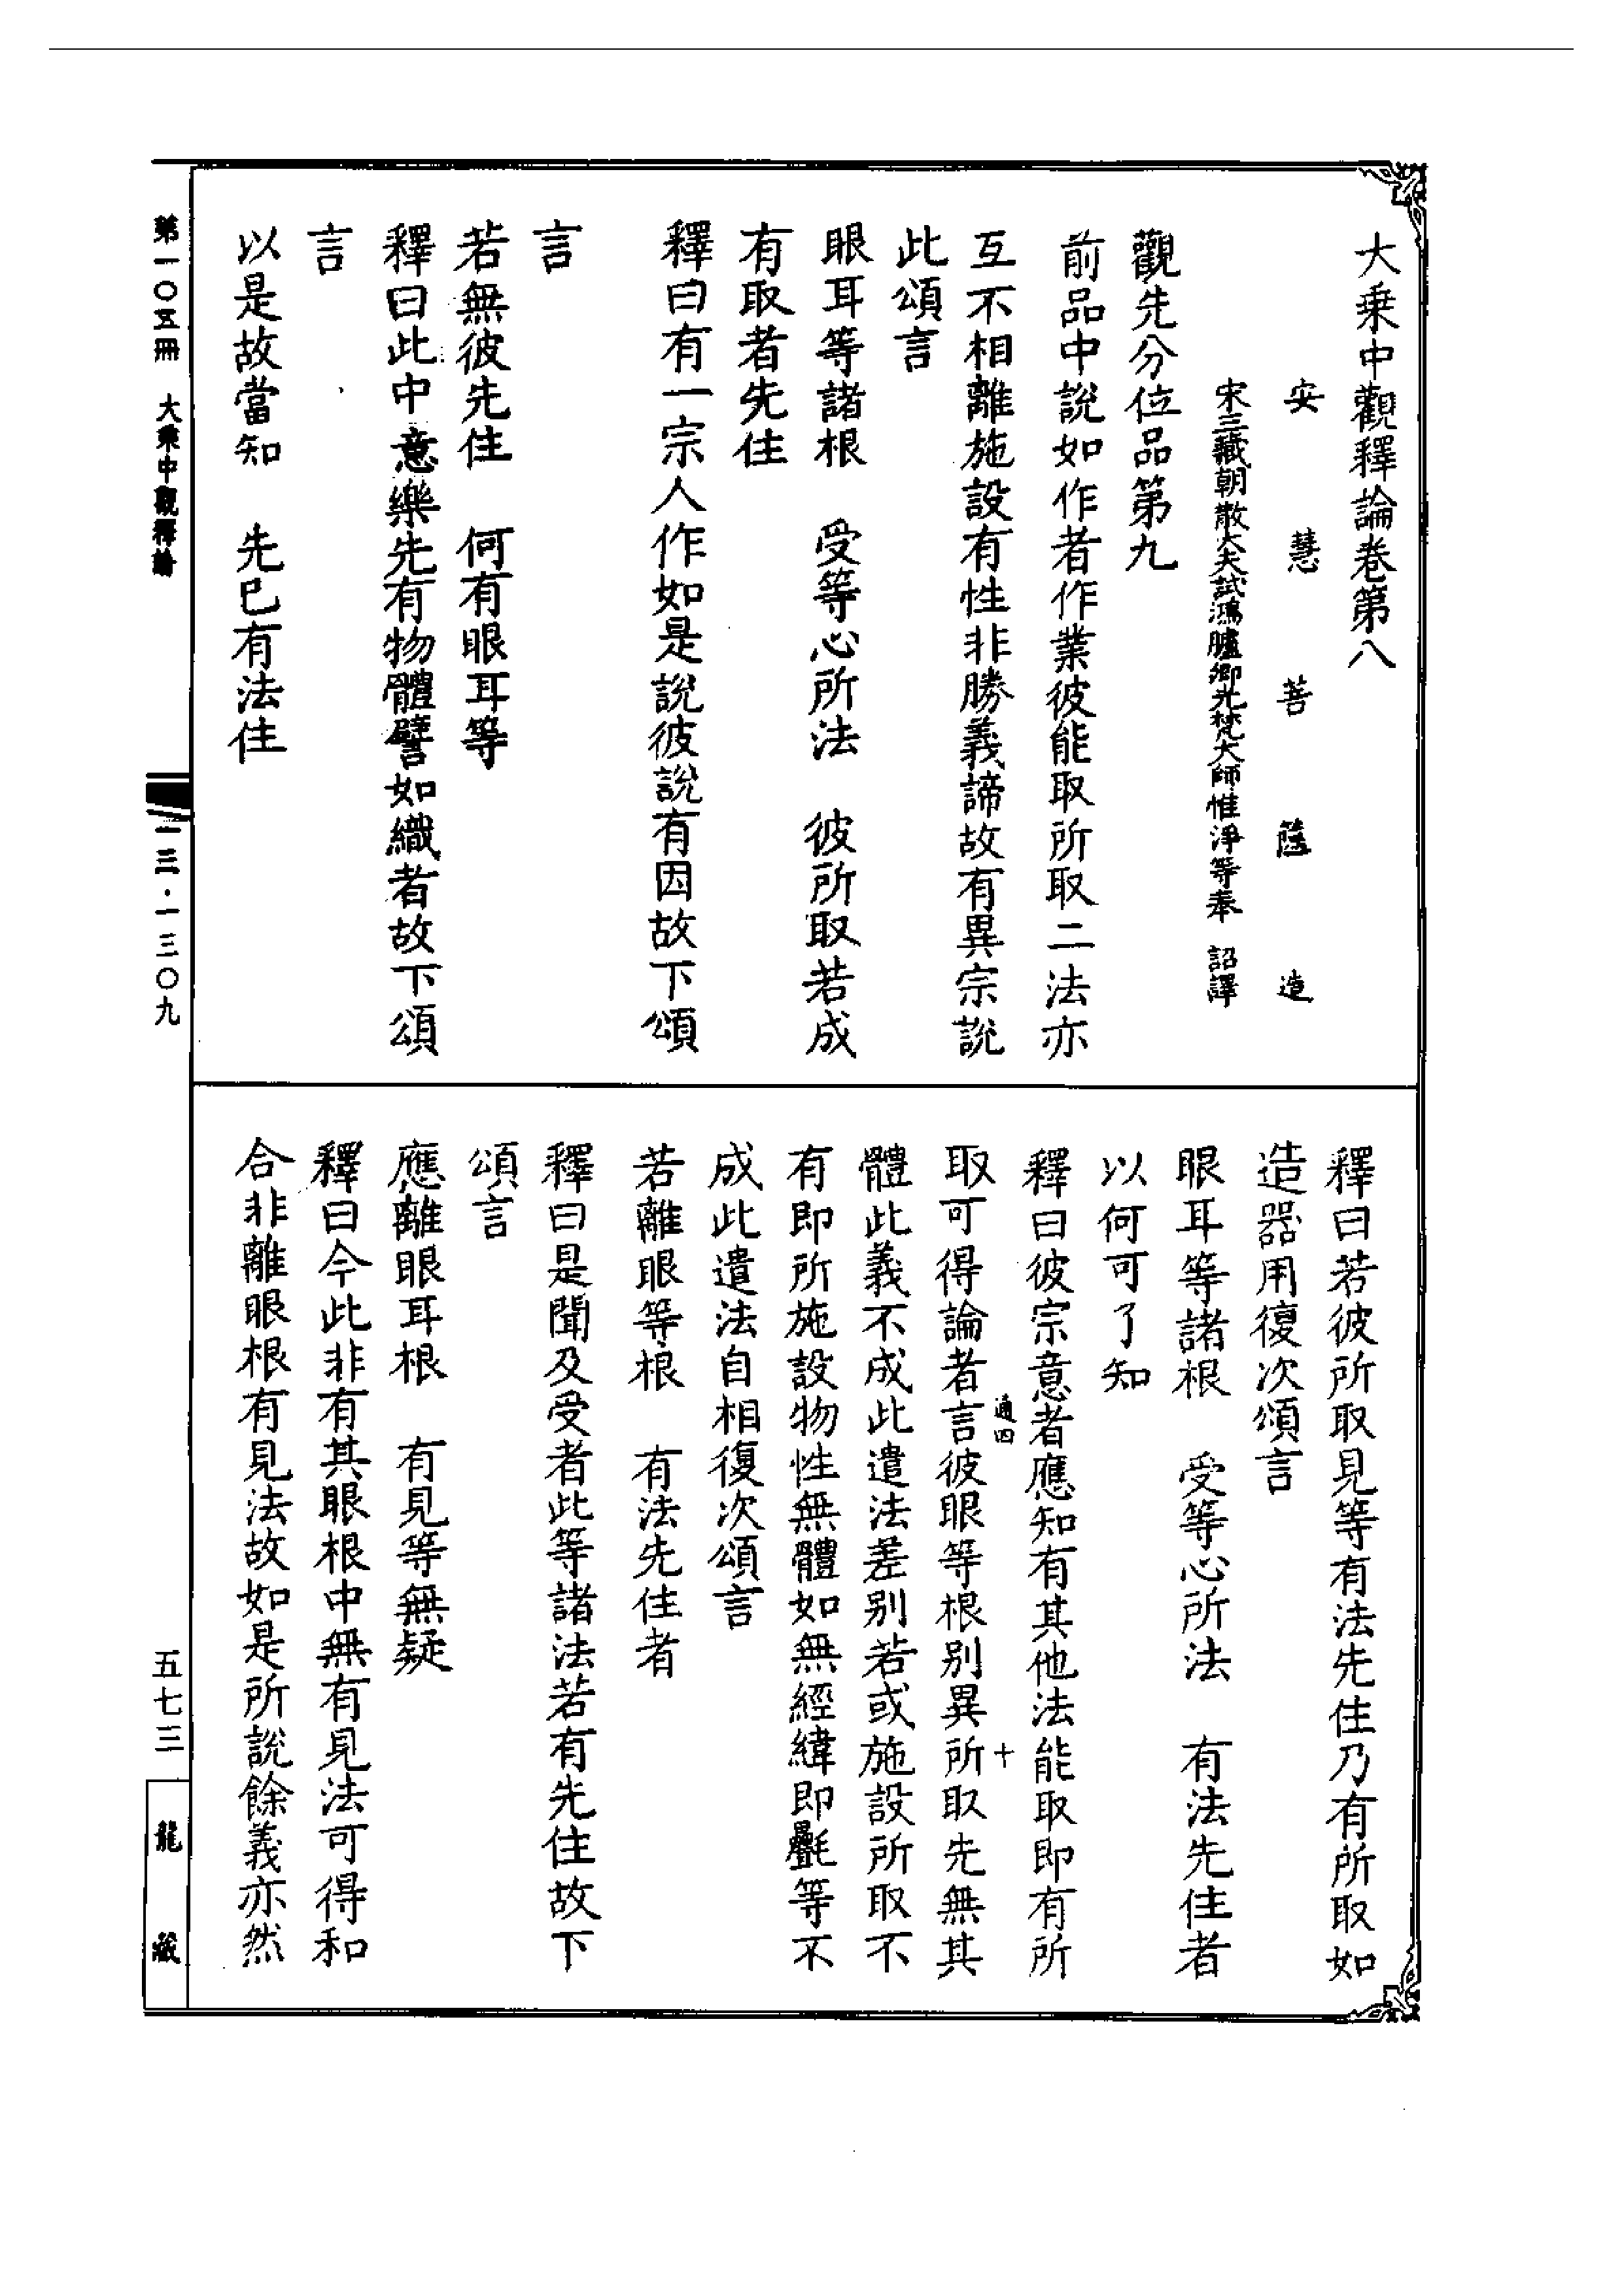 大乘中觀釋論卷第八
安慧菩薩造
宋三藏朝散大夫試鴻臚卿光梵大師惟淨等奉 詔譯
觀先分位品第九
前品中說如作者作業彼能取所取二法亦
互不相離施設有性非勝義諦故有異宗說
此頌言
眼耳等諸根 受等心所法 彼所取若成
有取者先住
釋曰有一宗人作如是說彼說有因故下頌
言
若無彼先住 何有眼耳等
釋曰此中意樂先有物體譬如織者故下頌
言
以是故當知 先已有法住
釋曰若彼所取見等有法先住乃有所取如
造器用復次頌言
眼耳等諸根 受等心所法 有法先住者
以何可了知
釋曰彼宗意者應知有其他法能取即有所
通四 十
取可得論者言彼眼等根別異所取先無其
體此義不成此遣法差別若或施設所取不
有即所施設物性無體如無經緯即㲲等不
成此遣法自相復次頌言
若離眼等根 有法先住者
釋曰是聞及受者此等諸法若有先住故下
頌言
應離眼耳根 有見等無疑
釋曰今此非有其眼根中無有見法可得和
合非離眼根有見法故如是所說餘義亦然
第一〇五冊 大乘中觀釋論
一三·一三〇九
五七三
龍藏